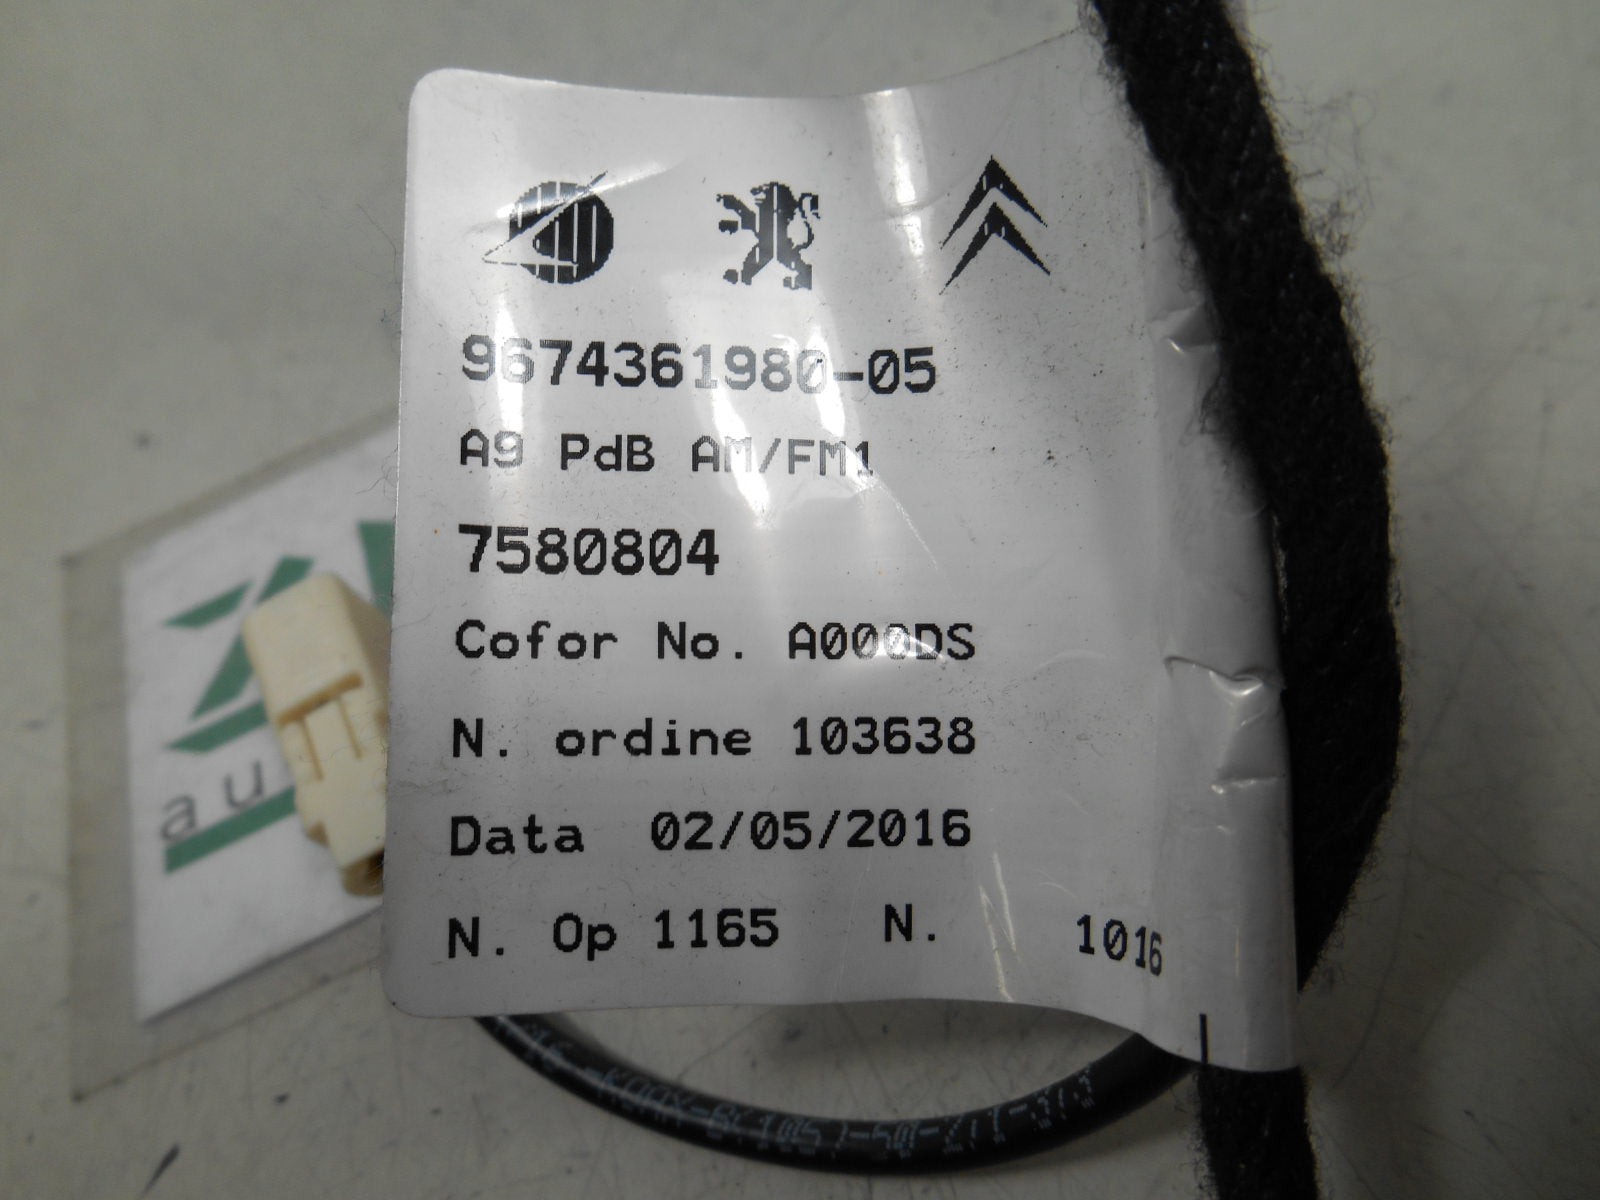 9674361980-05
A9 PdB AM/FM1
7580804
Cofor No. A000DS
N. ordine 103638
Data 02/05/2016
N. Op 1165 N. 1016
au